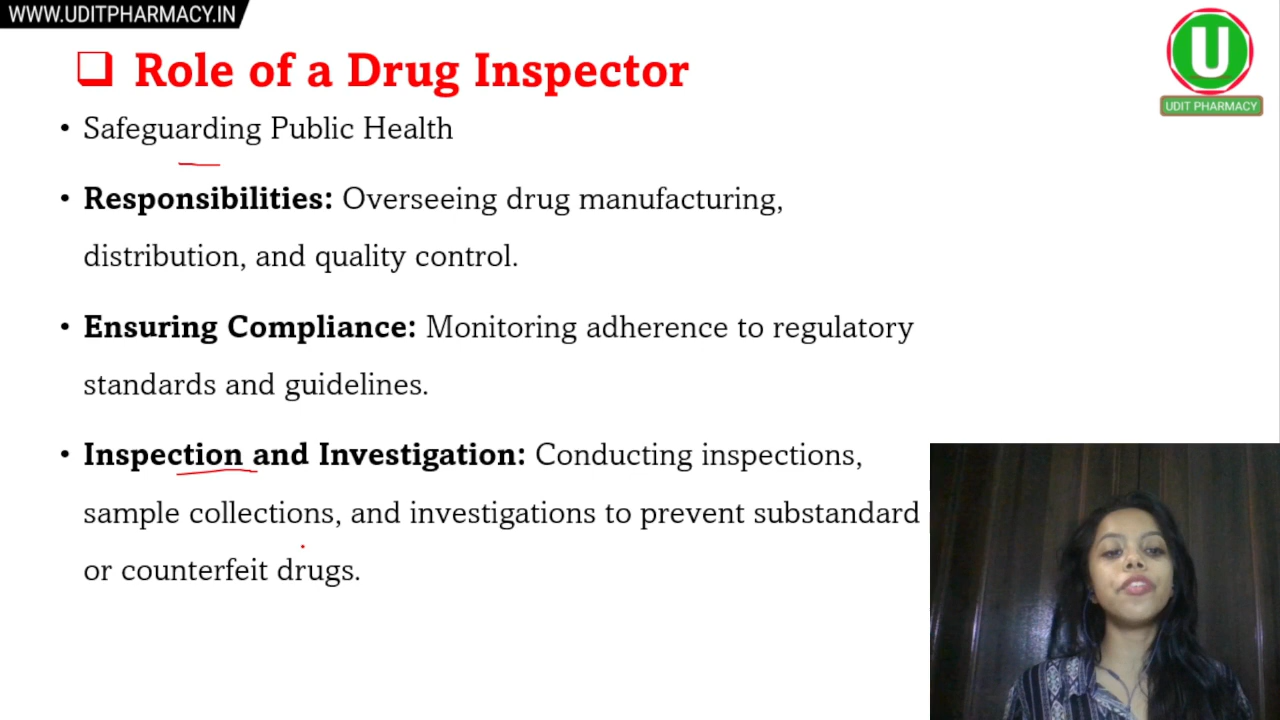 WWW.UDITPHARMACY.IN
❑ Role of a Drug Inspector
U
UDIT PHARMACY
• Safeguarding Public Health
• Responsibilities: Overseeing drug manufacturing,
distribution, and quality control.
• Ensuring Compliance: Monitoring adherence to regulatory
standards and guidelines.
• Inspection and Investigation: Conducting inspections,
sample collections, and investigations to prevent substandard
or counterfeit drugs.